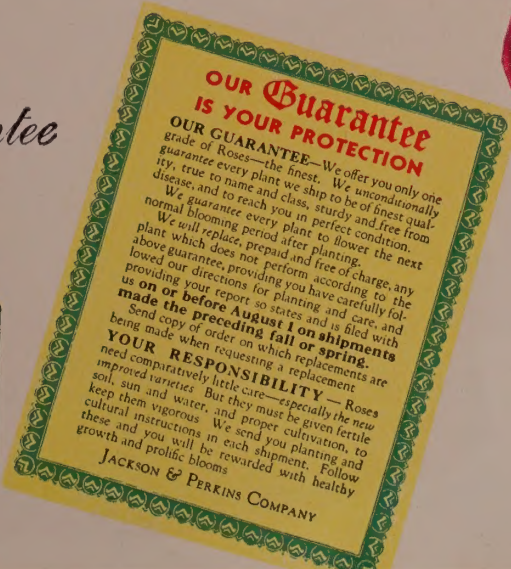 ntee
OUR Guarantee
IS YOUR PROTECTION
OUR GUARANTEE—We offer you only one
grade of Roses—the finest. We unconditionally
guarantee every plant we ship to be of finest qual-
ity, true to name and class, sturdy and free from
disease, and to reach you in perfect condition.
We guarantee every plant to flower the next
normal blooming period after planting.
We will replace, prepaid and free of charge, any
plant which does not perform according to the
above guarantee, providing you have carefully fol-
lowed our directions for planting and care, and
providing your report so states and is filed with
us on or before August 1 on shipments
made the preceding fall or spring.
Send copy of order on which replacements are
being made when requesting a replacement
YOUR RESPONSIBILITY — Roses
need comparatively little care—especially the new
improved varieties But they must be given fertile
soil, sun and water, and proper cultivation, to
keep them vigorous We send you planting and
cultural instructions in each shipment. Follow
these and you will be rewarded with healthy
growth and prolific blooms
JACKSON & PERKINS COMPANY